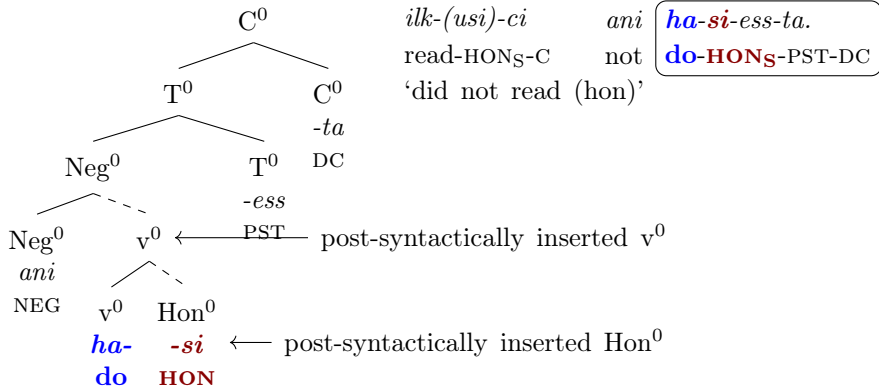 C⁰
ilk-(usi)-ci ani ha-si-ess-ta.
read-HONS-C not do-HONS-PST-DC
‘did not read (hon)’
T⁰ C⁰
-ta
DC
Neg⁰ T⁰
-ess
PST
Neg⁰ v⁰ post-syntactically inserted v⁰
ani
NEG
v⁰ Hon⁰
ha- -si post-syntactically inserted Hon⁰
do HON